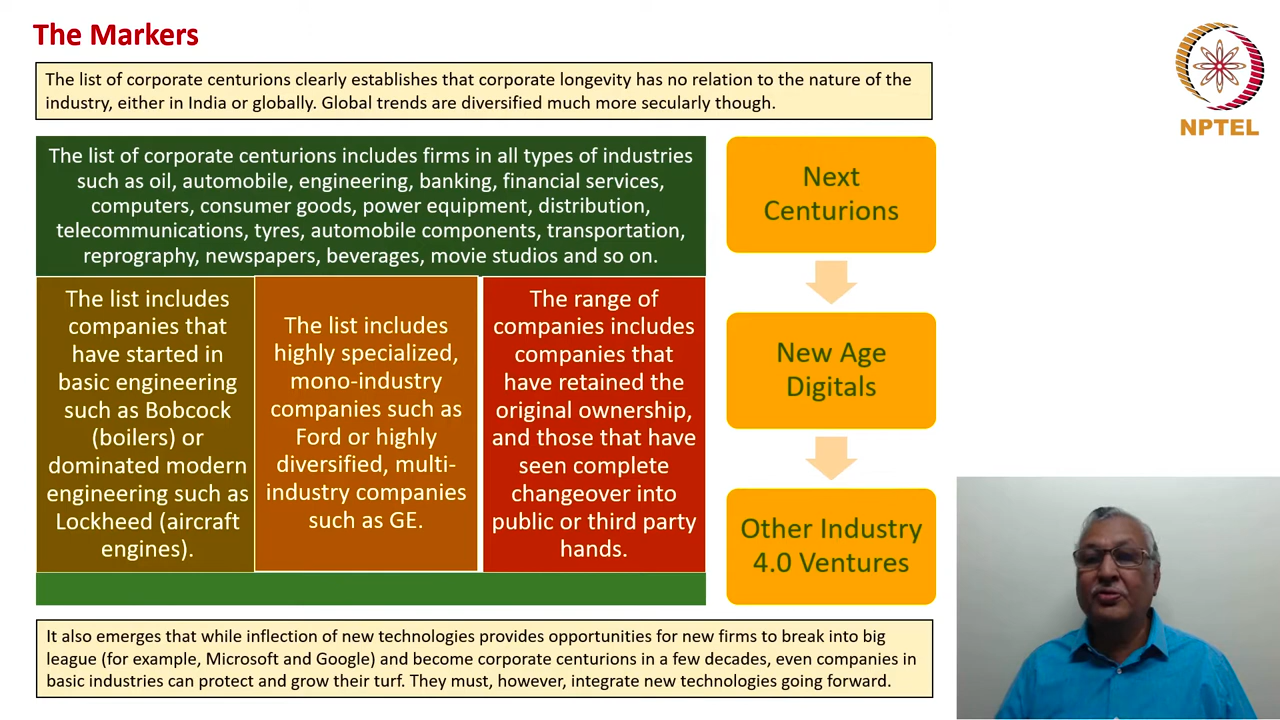 The Markers
The list of corporate centurions clearly establishes that corporate longevity has no relation to the nature of the
industry, either in India or globally. Global trends are diversified much more secularly though.
NPTEL
The list of corporate centurions includes firms in all types of industries
such as oil, automobile, engineering, banking, financial services,
computers, consumer goods, power equipment, distribution,
telecommunications, tyres, automobile components, transportation,
reprography, newspapers, beverages, movie studios and so on.
The list includes
companies that
have started in
basic engineering
such as Bobcock
(boilers) or
dominated modern
engineering such as
Lockheed (aircraft
engines).
The list includes
highly specialized,
mono-industry
companies such as
Ford or highly
diversified, multi-
industry companies
such as GE.
The range of
companies includes
companies that
have retained the
original ownership,
and those that have
seen complete
changeover into
public or third party
hands.
Next
Centurions
New Age
Digitals
Other Industry
4.0 Ventures
It also emerges that while inflection of new technologies provides opportunities for new firms to break into big
league (for example, Microsoft and Google) and become corporate centurions in a few decades, even companies in
basic industries can protect and grow their turf. They must, however, integrate new technologies going forward.